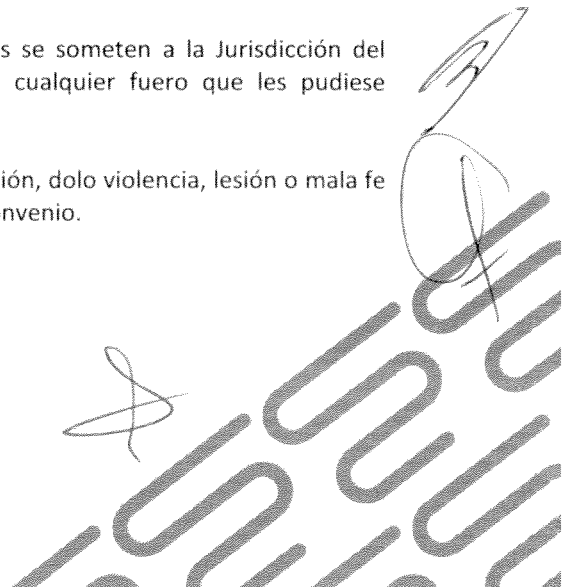 s se someten a la Jurisdicción del
cualquier fuero que les pudiese
ión, dolo violencia, lesión o mala fe
nvenio.